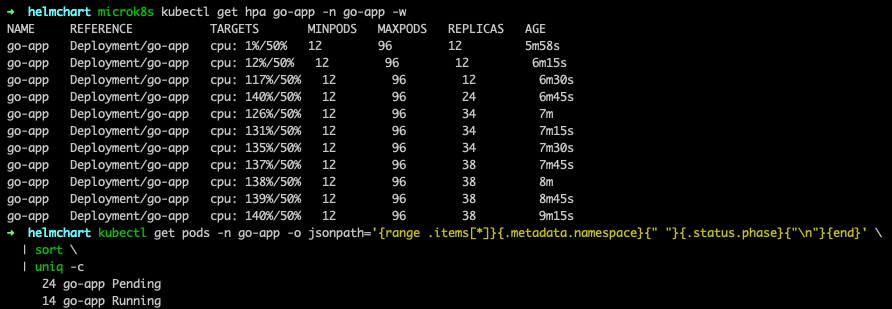 ➜  helmchart microk8s kubectl get hpa go-app -n go-app -w
NAME     REFERENCE           TARGETS        MINPODS   MAXPODS   REPLICAS   AGE
go-app   Deployment/go-app   cpu: 1%/50%   12        96        12         5m58s
go-app   Deployment/go-app   cpu: 12%/50%   12        96        12         6m15s
go-app   Deployment/go-app   cpu: 117%/50%   12        96        12         6m30s
go-app   Deployment/go-app   cpu: 140%/50%   12        96        24         6m45s
go-app   Deployment/go-app   cpu: 126%/50%   12        96        34         7m
go-app   Deployment/go-app   cpu: 131%/50%   12        96        34         7m15s
go-app   Deployment/go-app   cpu: 135%/50%   12        96        34         7m30s
go-app   Deployment/go-app   cpu: 137%/50%   12        96        38         7m45s
go-app   Deployment/go-app   cpu: 138%/50%   12        96        38         8m
go-app   Deployment/go-app   cpu: 139%/50%   12        96        38         8m45s
go-app   Deployment/go-app   cpu: 140%/50%   12        96        38         9m15s
➜  helmchart kubectl get pods -n go-app -o jsonpath='{range .items[*]}{.metadata.namespace}{" "}{.status.phase}{"\n"}{end}' \
  | sort \
  | uniq -c
     24 go-app Pending
     14 go-app Running